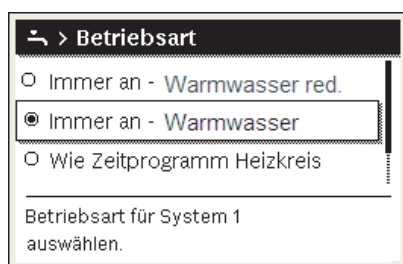 > Betriebsart
Immer an - Warmwasser red.
Immer an - Warmwasser
Wie Zeitprogramm Heizkreis
Betriebsart für System 1
auswählen.